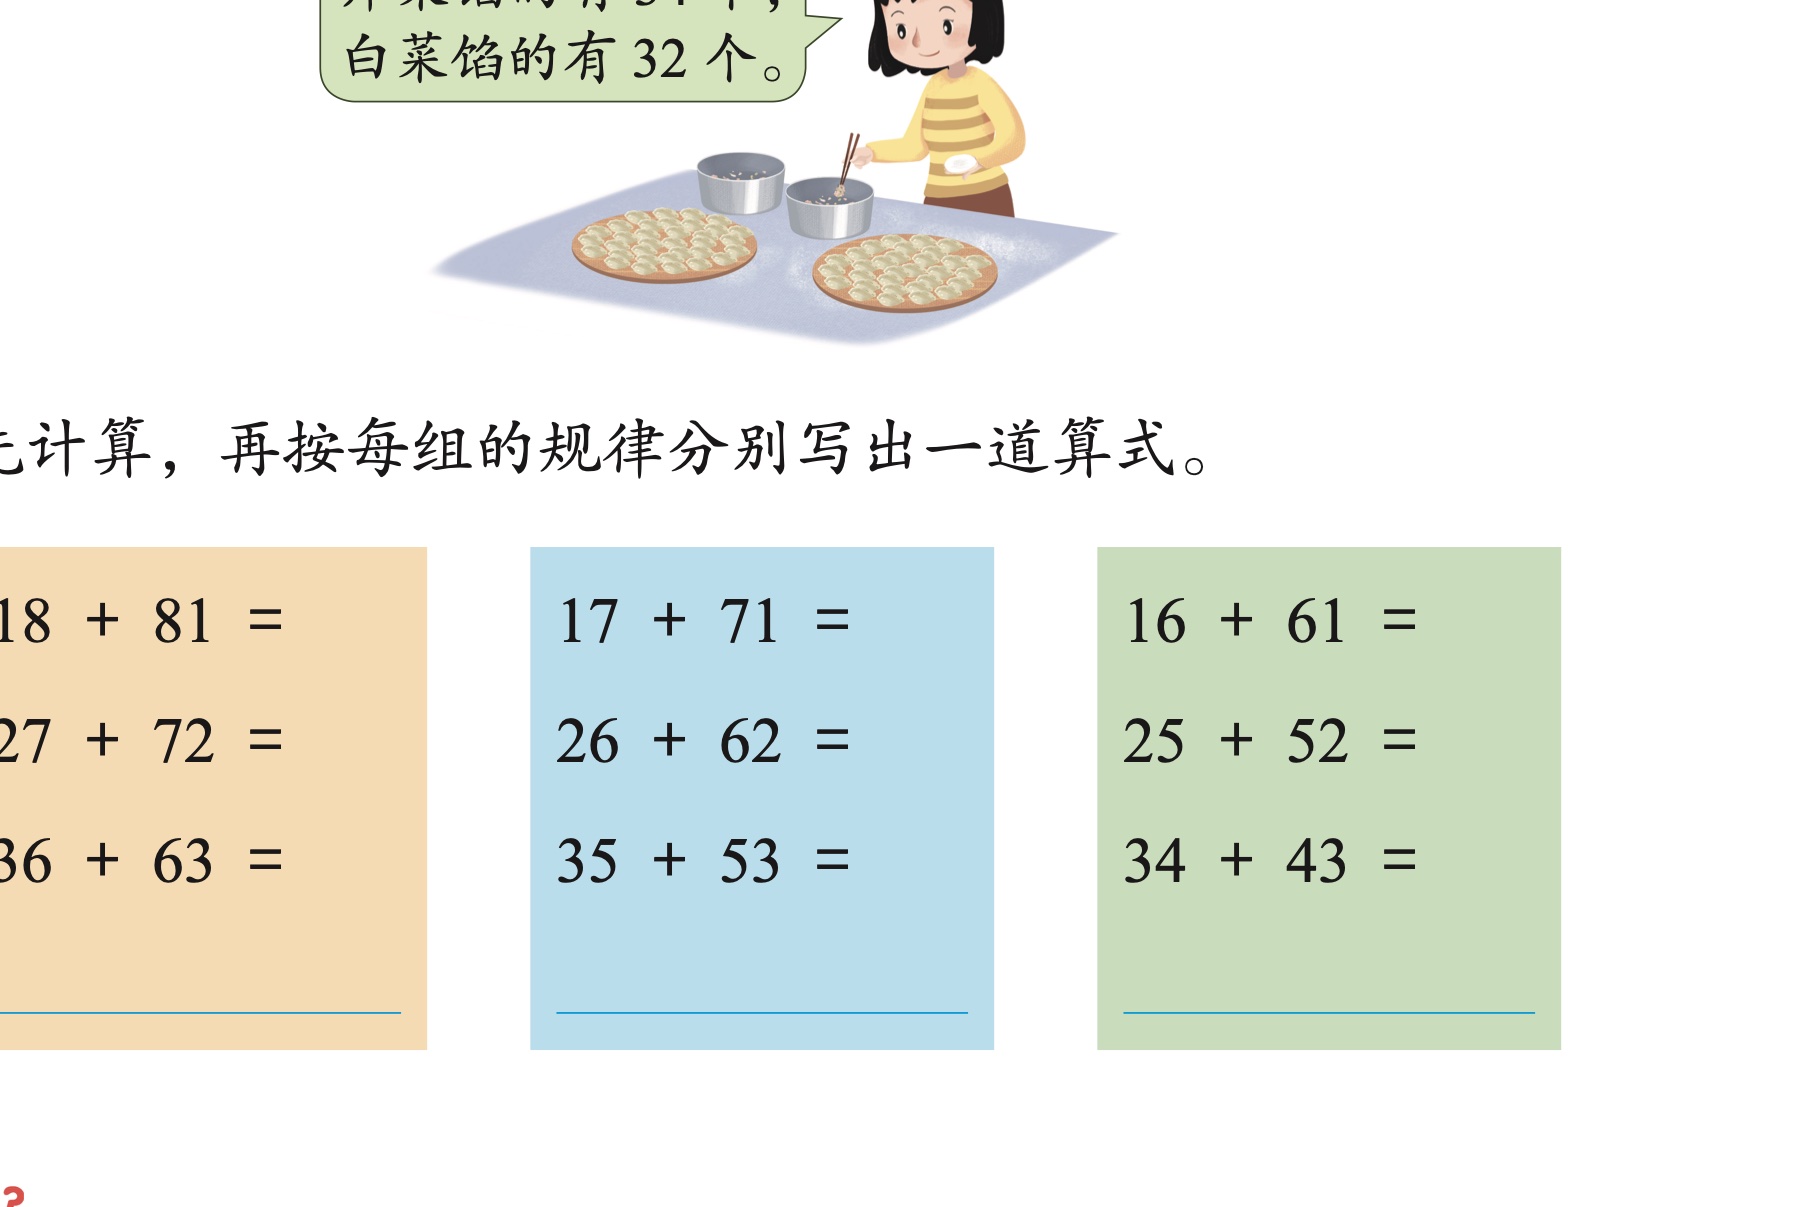 白菜馅的有 32 个。
计算，再按每组的规律分别写出一道算式。
18 + 81 =
27 + 72 =
36 + 63 =
17 + 71 =
26 + 62 =
35 + 53 =
16 + 61 =
25 + 52 =
34 + 43 =